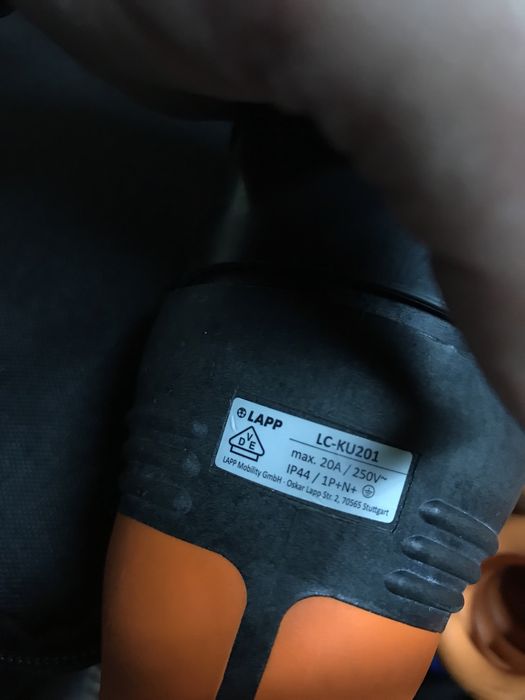 LAPP
LC-KU201
VDE
max. 20A / 250V~
IP44 / 1P+N+
LAPP Mobility GmbH · Oskar Lapp Str. 2, 70565 Stuttgart